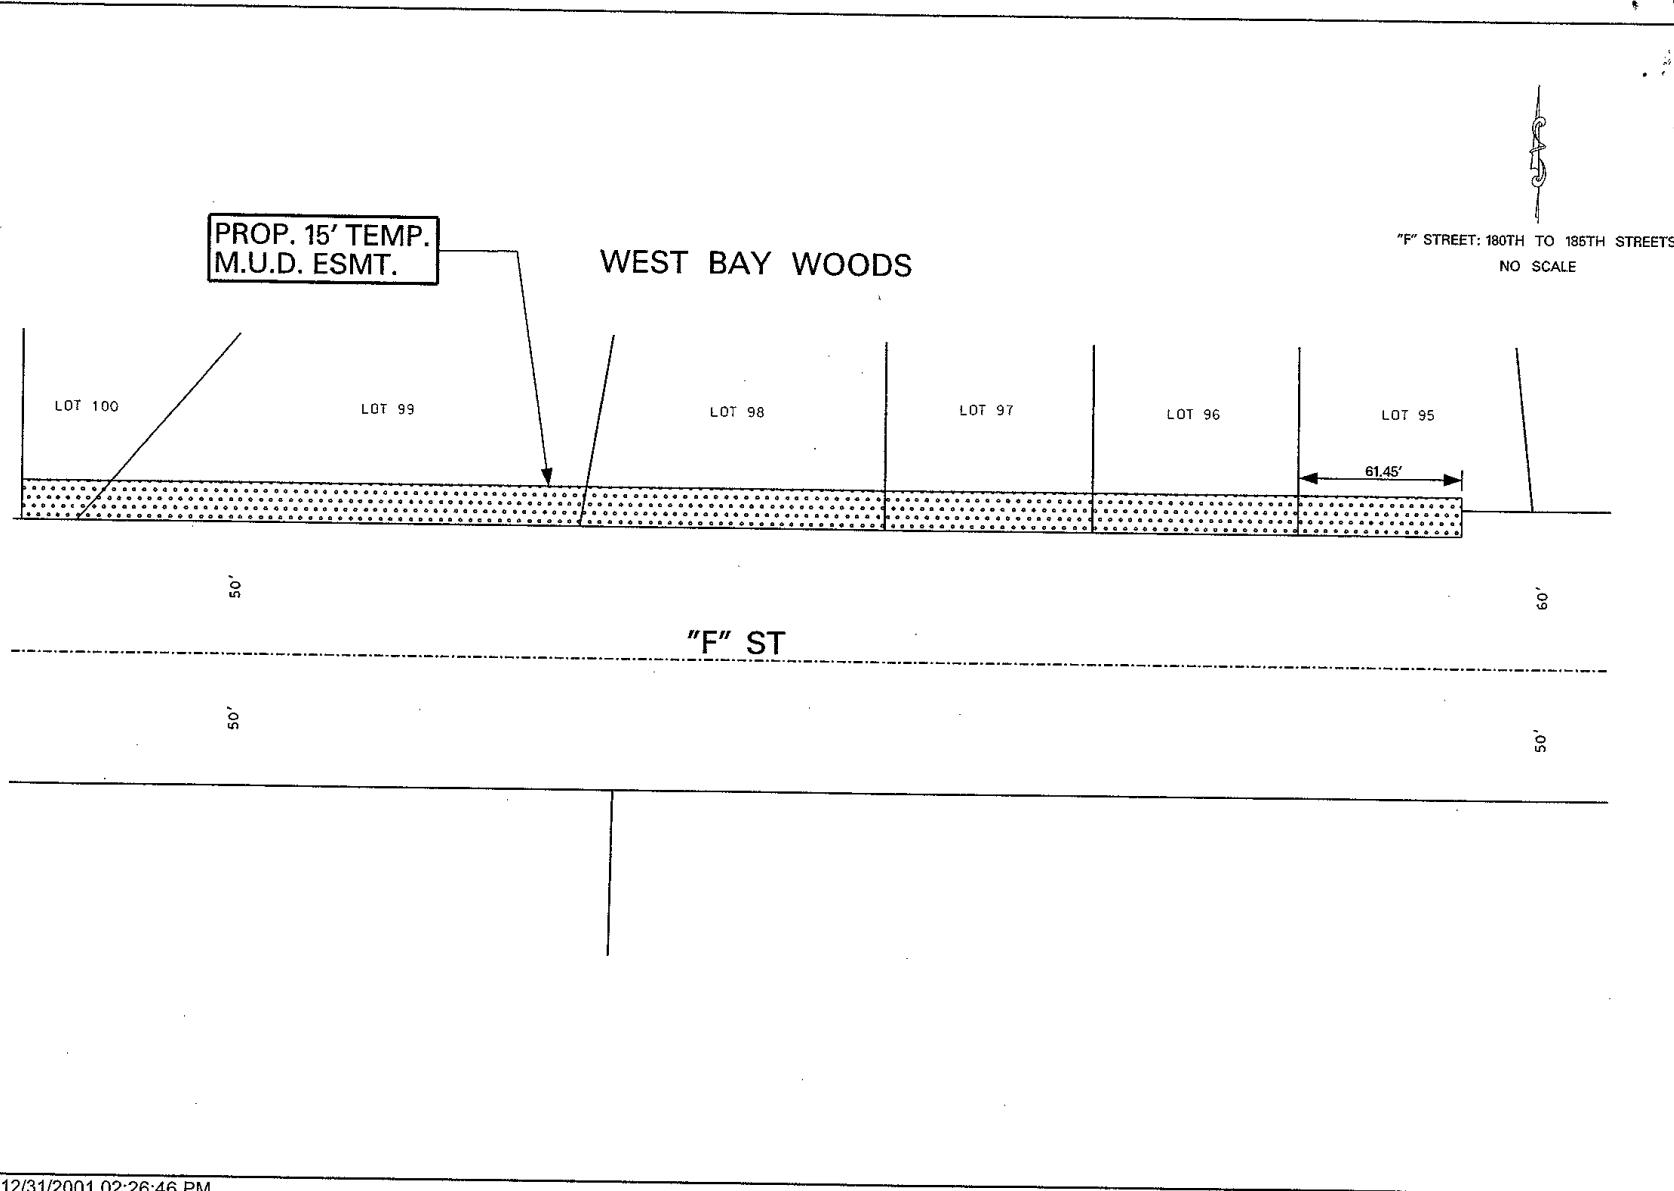 "F" STREET: 180TH TO 185TH STREETS
NO SCALE
PROP. 15' TEMP.
M.U.D. ESMT.
WEST BAY WOODS
LOT 100
LOT 99
LOT 98
LOT 97
LOT 96
LOT 95
61.45'
50'
60'
"F" ST
50'
50'
12/31/2001 02:26:46 PM